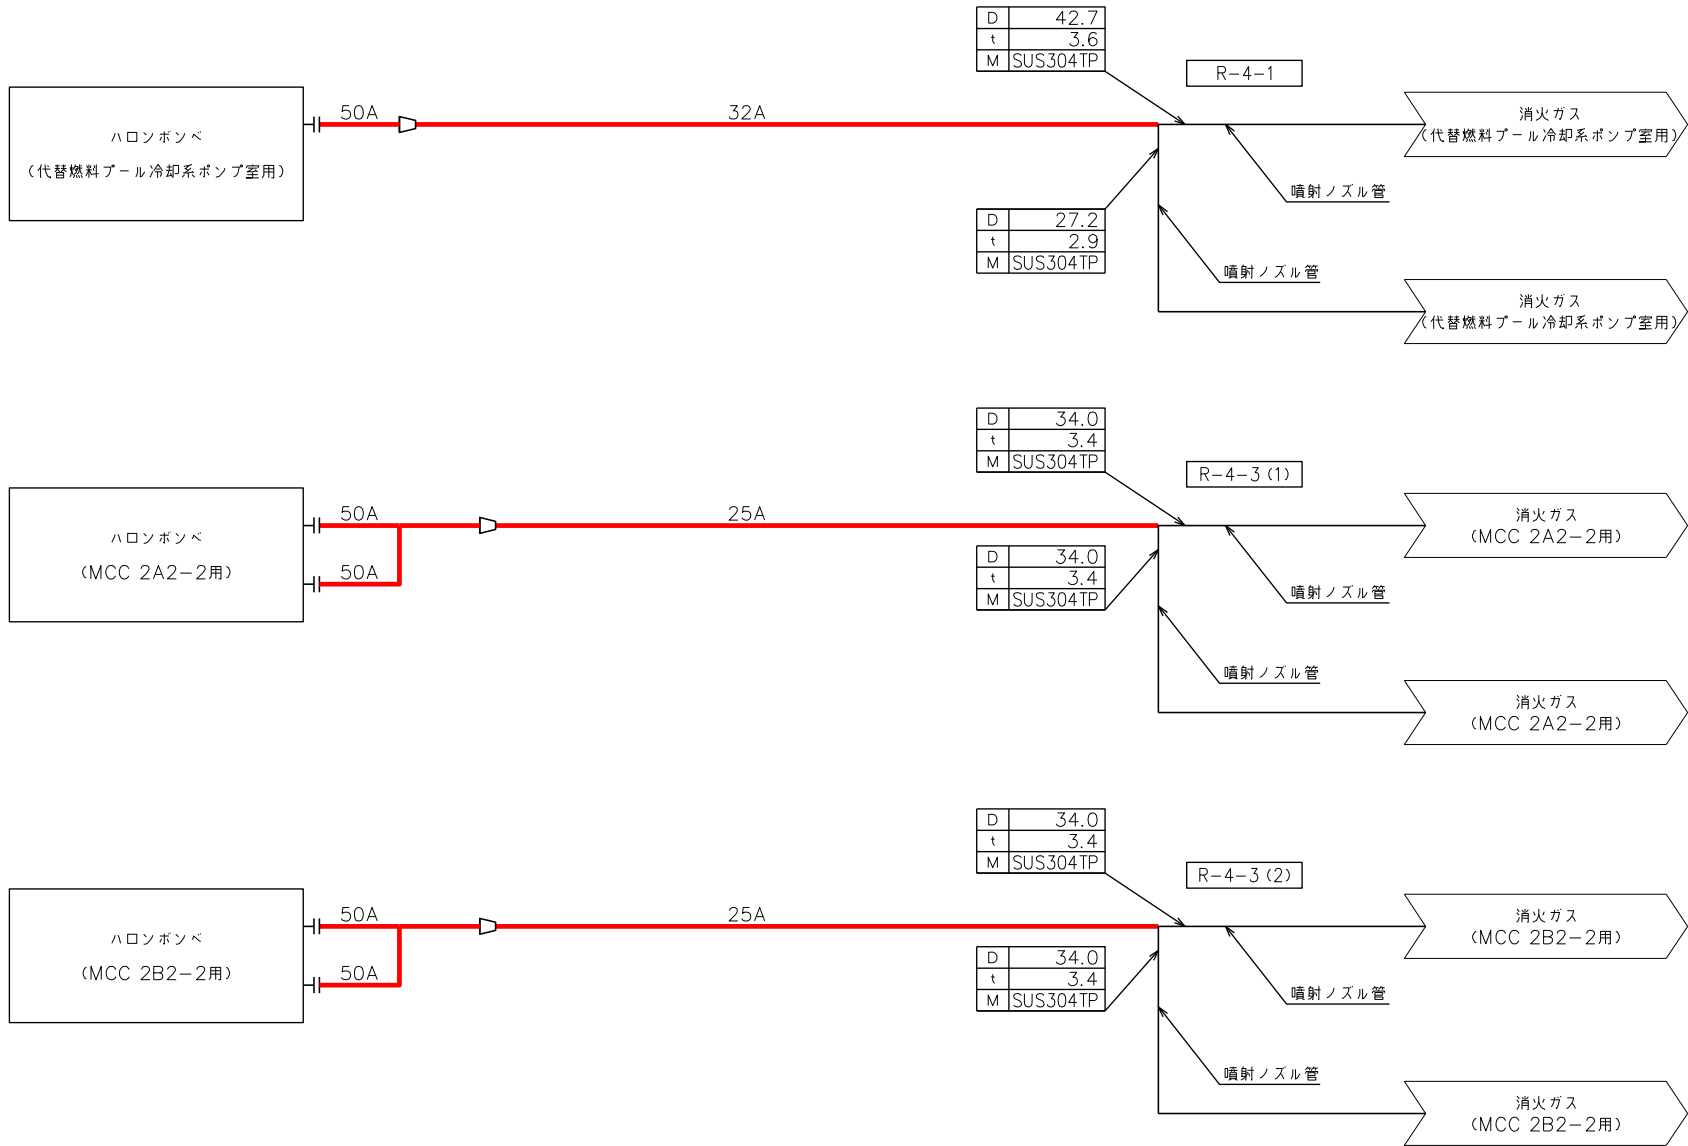 D 42.7
t 3.6
M SUS304TP
R-4-1
50A
32A
ハロンボンベ
(代替燃料プール冷却系ポンプ室用)
消火ガス
(代替燃料プール冷却系ポンプ室用)
噴射ノズル管
D 27.2
t 2.9
M SUS304TP
噴射ノズル管
消火ガス
(代替燃料プール冷却系ポンプ室用)
D 34.0
t 3.4
M SUS304TP
R-4-3(1)
50A
25A
ハロンボンベ
(MCC 2A2-2用)
50A
消火ガス
(MCC 2A2-2用)
D 34.0
t 3.4
M SUS304TP
噴射ノズル管
噴射ノズル管
消火ガス
(MCC 2A2-2用)
D 34.0
t 3.4
M SUS304TP
R-4-3(2)
50A
25A
ハロンボンベ
(MCC 2B2-2用)
50A
消火ガス
(MCC 2B2-2用)
D 34.0
t 3.4
M SUS304TP
噴射ノズル管
噴射ノズル管
消火ガス
(MCC 2B2-2用)